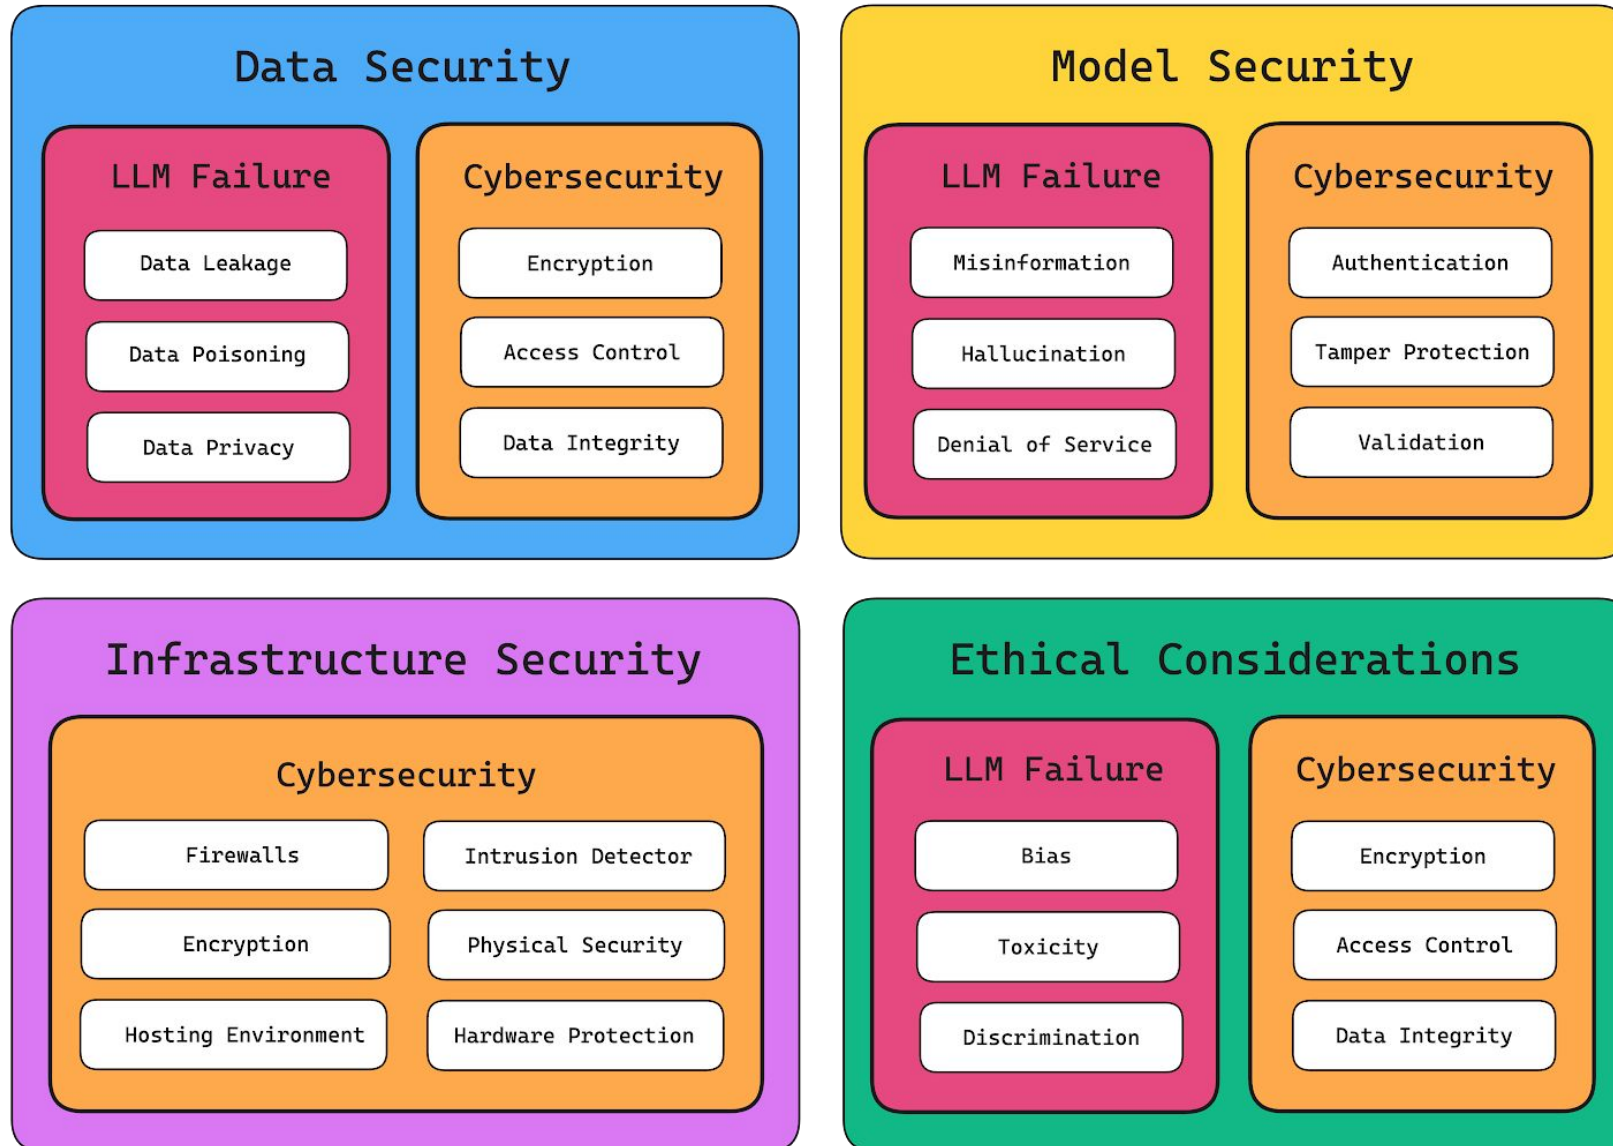 Data Security
LLM Failure
Data Leakage
Data Poisoning
Data Privacy
Cybersecurity
Encryption
Access Control
Data Integrity
Model Security
LLM Failure
Misinformation
Hallucination
Denial of Service
Cybersecurity
Authentication
Tamper Protection
Validation
Infrastructure Security
Cybersecurity
Firewalls
Intrusion Detector
Encryption
Physical Security
Hosting Environment
Hardware Protection
Ethical Considerations
LLM Failure
Bias
Toxicity
Discrimination
Cybersecurity
Encryption
Access Control
Data Integrity